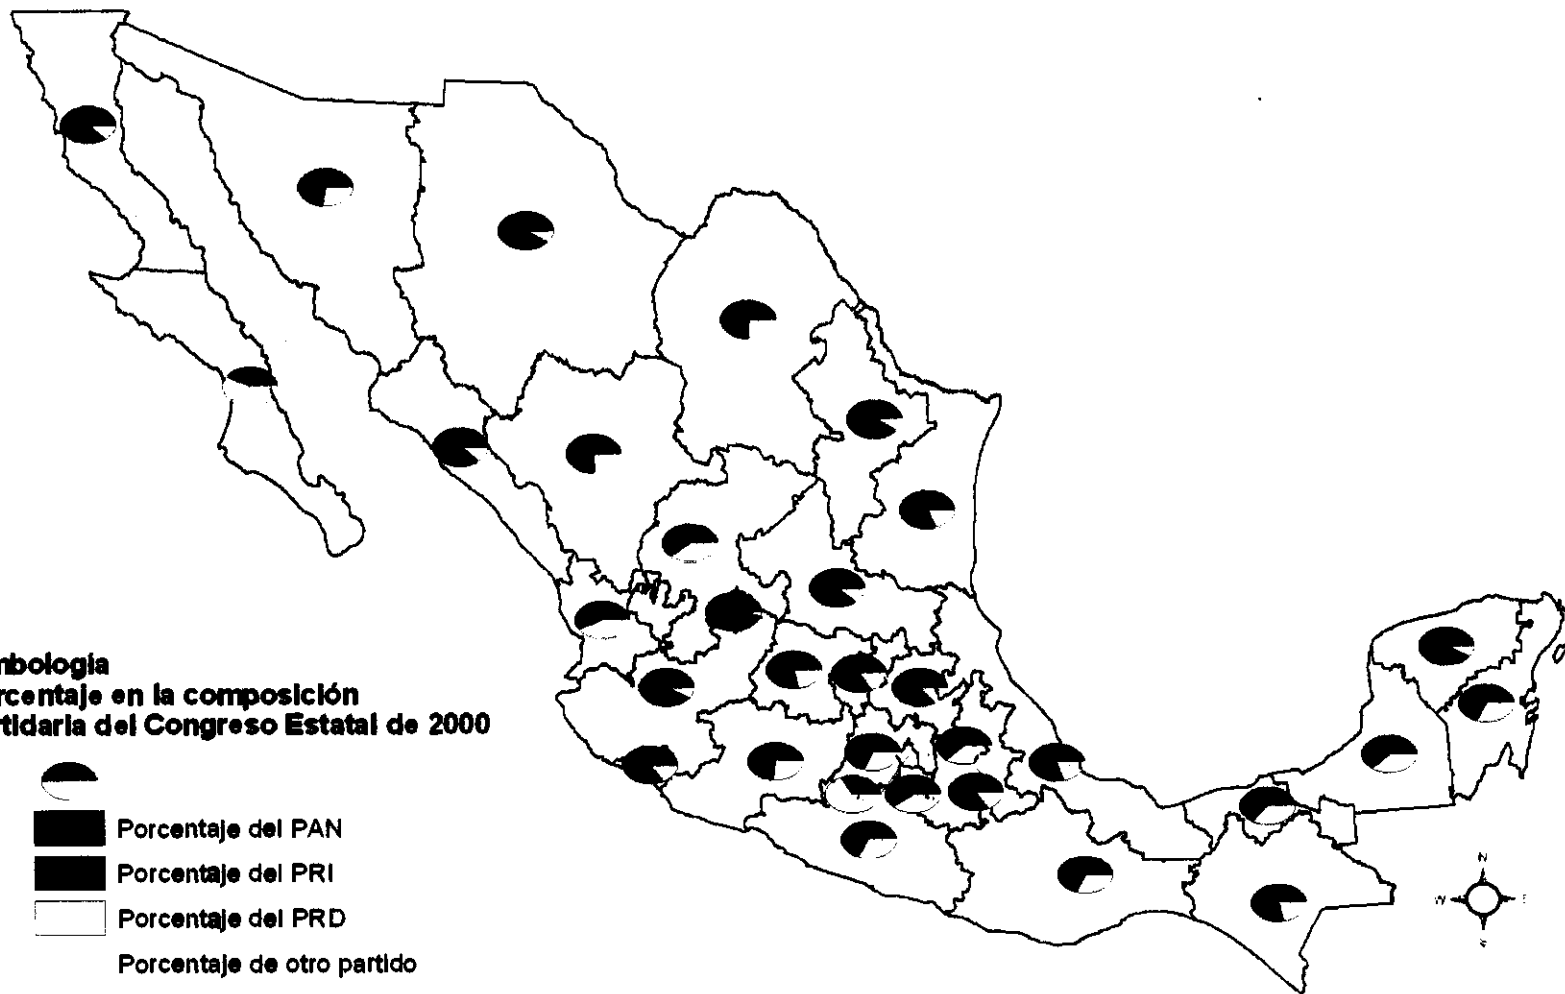 mbología
rcentaje en la composición
rtidaria del Congreso Estatal de 2000
Porcentaje del PAN
Porcentaje del PRI
Porcentaje del PRD
Porcentaje de otro partido
N
W
E